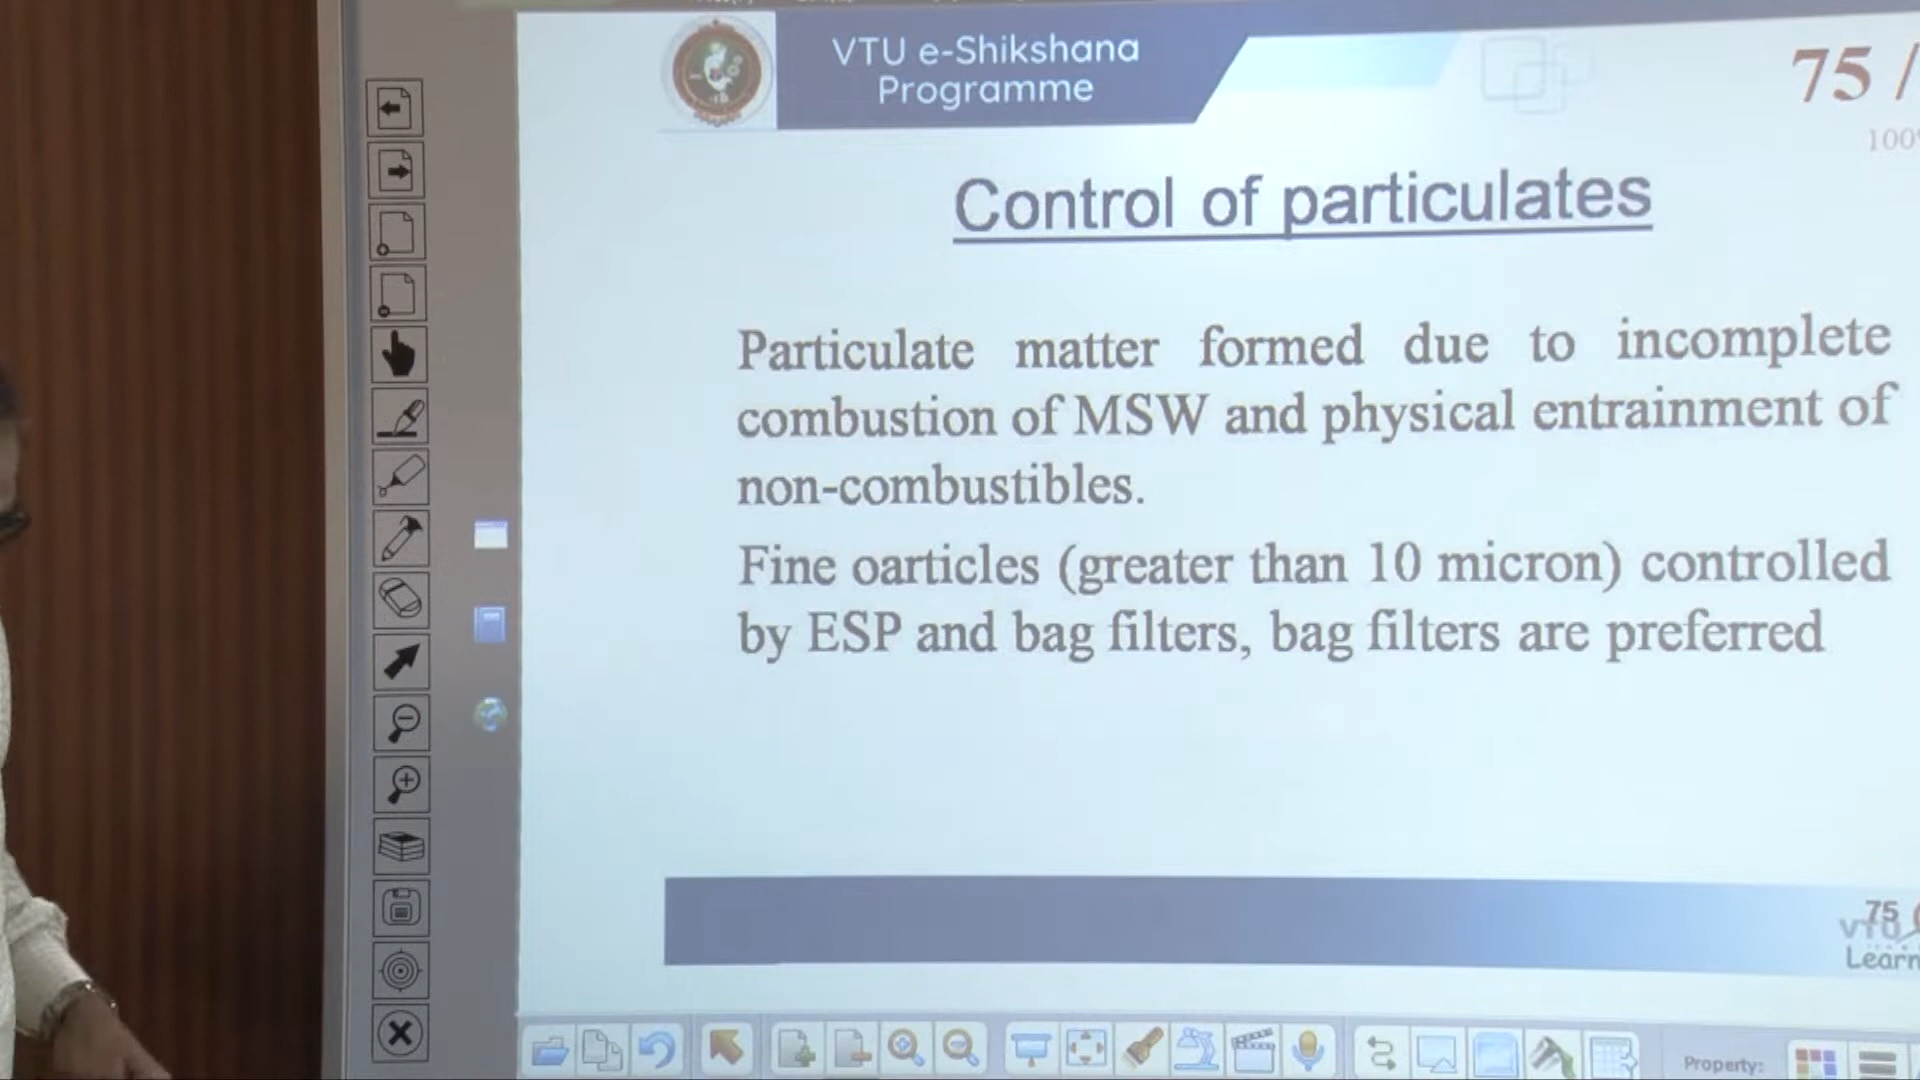 VTU e-Shikshana
Programme
75 /
100%
Control of particulates
Particulate matter formed due to incomplete
combustion of MSW and physical entrainment of
non-combustibles.
Fine oarticles (greater than 10 micron) controlled
by ESP and bag filters, bag filters are preferred
75
VTU
Learn
Property: